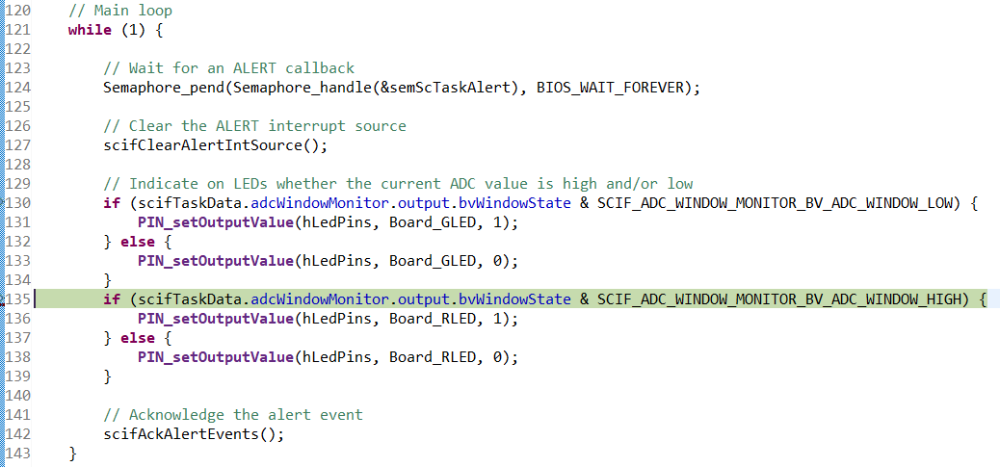 120 // Main loop
121 while (1) {
122
123 // Wait for an ALERT callback
124 Semaphore_pend(Semaphore_handle(&semScTaskAlert), BIOS_WAIT_FOREVER);
125
126 // Clear the ALERT interrupt source
127 scifClearAlertIntSource();
128
129 // Indicate on LEDs whether the current ADC value is high and/or low
130 if (scifTaskData.adcWindowMonitor.output.bvWindowState & SCIF_ADC_WINDOW_MONITOR_BV_ADC_WINDOW_LOW) {
131 PIN_setOutputValue(hLedPins, Board_GLED, 1);
132 } else {
133 PIN_setOutputValue(hLedPins, Board_GLED, 0);
134 }
135 if (scifTaskData.adcWindowMonitor.output.bvWindowState & SCIF_ADC_WINDOW_MONITOR_BV_ADC_WINDOW_HIGH) {
136 PIN_setOutputValue(hLedPins, Board_RLED, 1);
137 } else {
138 PIN_setOutputValue(hLedPins, Board_RLED, 0);
139 }
140
141 // Acknowledge the alert event
142 scifAckAlertEvents();
143 }